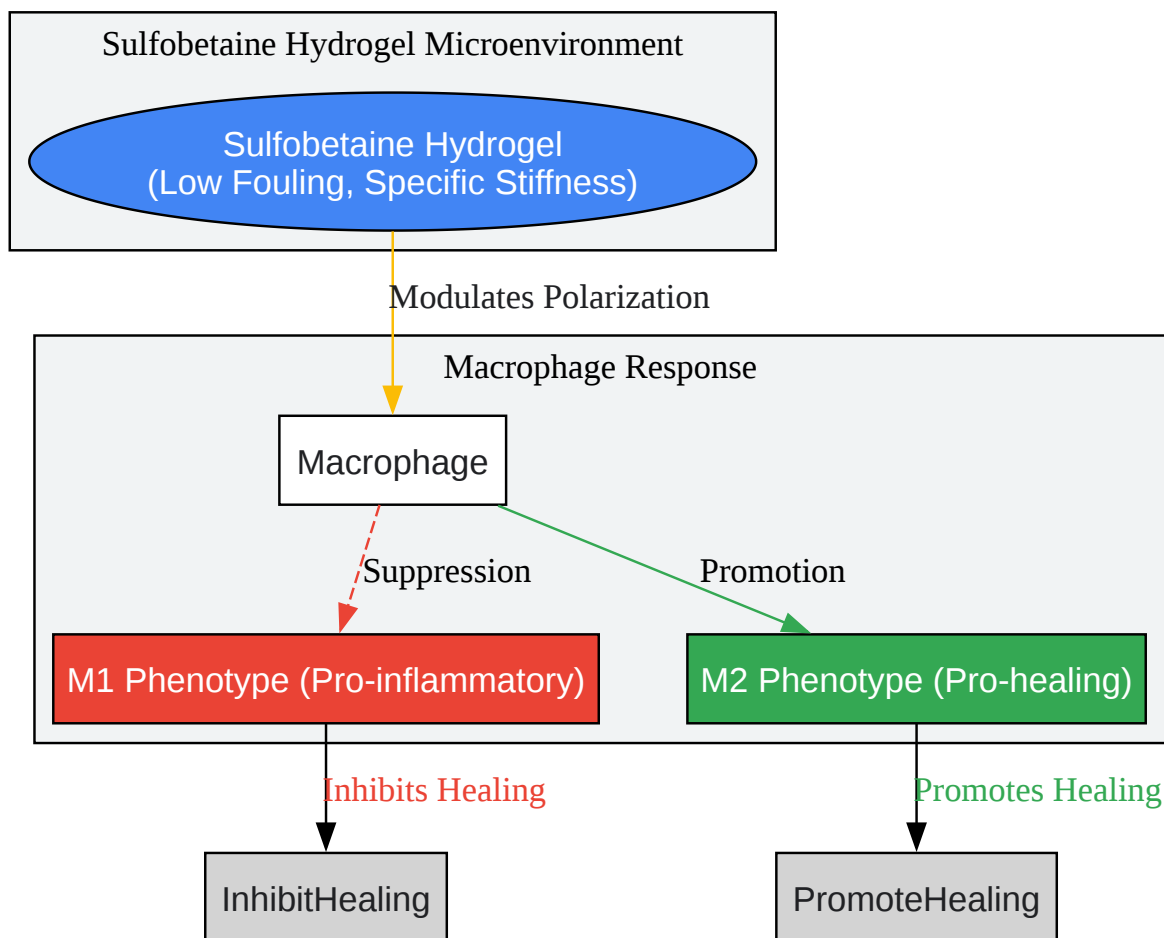 Sulfobetaine Hydrogel Microenvironment
Sulfobetaine Hydrogel
(Low Fouling, Specific Stiffness)
Modulates Polarization
Macrophage Response
Macrophage
Suppression
Promotion
M1 Phenotype (Pro-inflammatory)
M2 Phenotype (Pro-healing)
Inhibits Healing
Promotes Healing
InhibitHealing
PromoteHealing